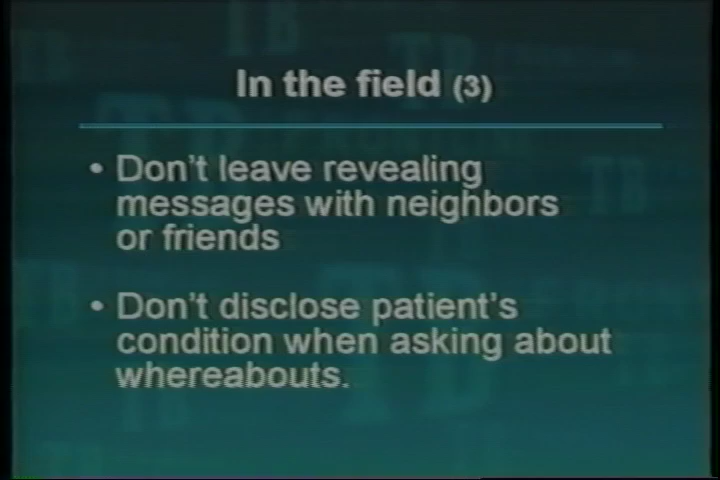 In the field (3)
• Don't leave revealing
messages with neighbors
or friends
• Don't disclose patient's
condition when asking about
whereabouts.